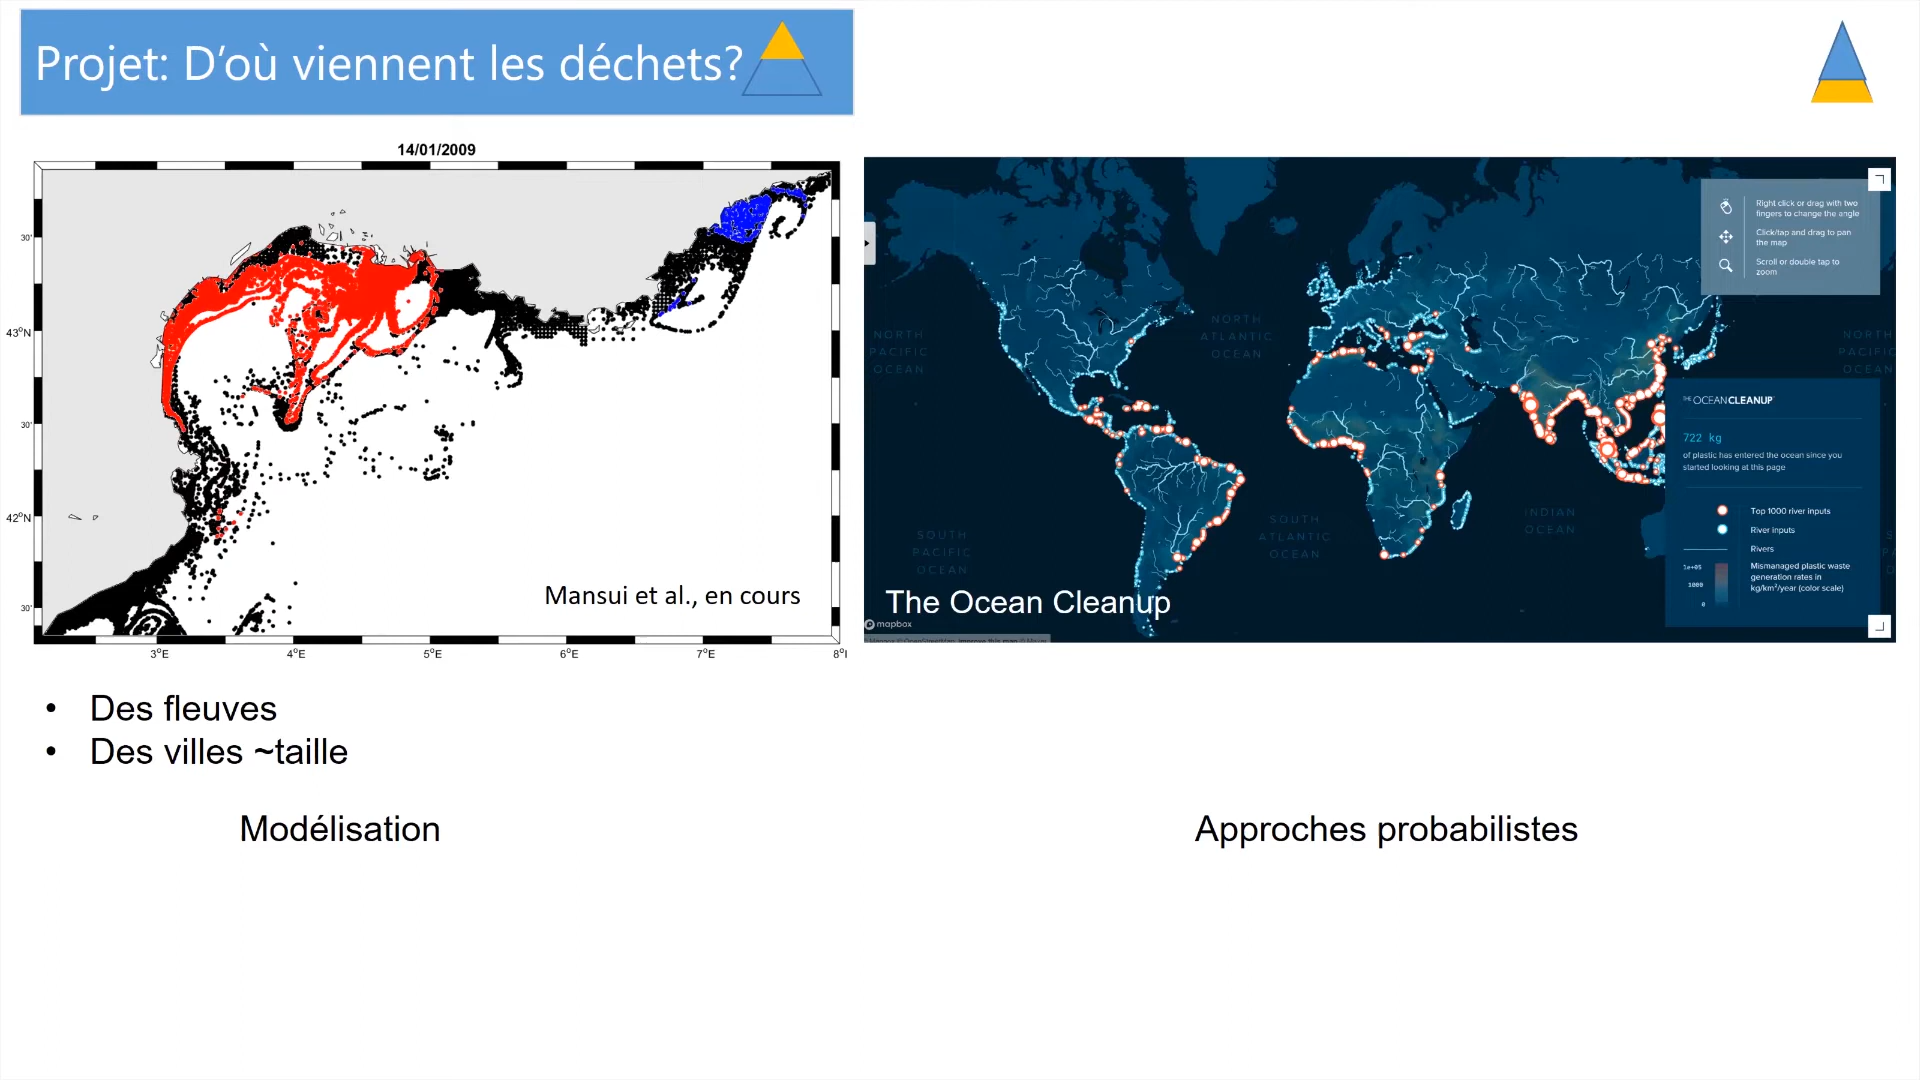 Projet: D'où viennent les déchets?
14/01/2009
30'
43°N
30'
42°N
30'
3°E
4°E
5°E
6°E
7°E
8°
Mansui et al., en cours
Right click or drag with two
fingers to change the angle
Click/tap and drag to pan
the map
Scroll or double tap to
zoom
NORTH
PACIFIC
OCEAN
NORTH
ATLANTIC
OCEAN
NORTH
PACIFIC
OCEAN
SOUTH
PACIFIC
OCEAN
SOUTH
ATLANTIC
OCEAN
INDIAN
OCEAN
THE OCEAN CLEANUP
722 kg
of plastic has entered the ocean since you
started looking at this page
Top 1000 river inputs
River inputs
Rivers
Mismanaged plastic waste
generation rates in
kg/km²/year (color scale)
1e+05
1000
0
The Ocean Cleanup
mapbox
• Des fleuves
• Des villes ~taille
Modélisation
Approches probabilistes